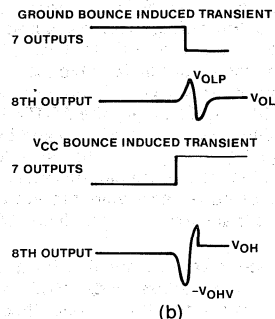 GROUND BOUNCE INDUCED TRANSIENT
7 OUTPUTS
VOLP
8TH OUTPUT
VOL
VCC BOUNCE INDUCED TRANSIENT
7 OUTPUTS
8TH OUTPUT
VOH
-VOHV
(b)